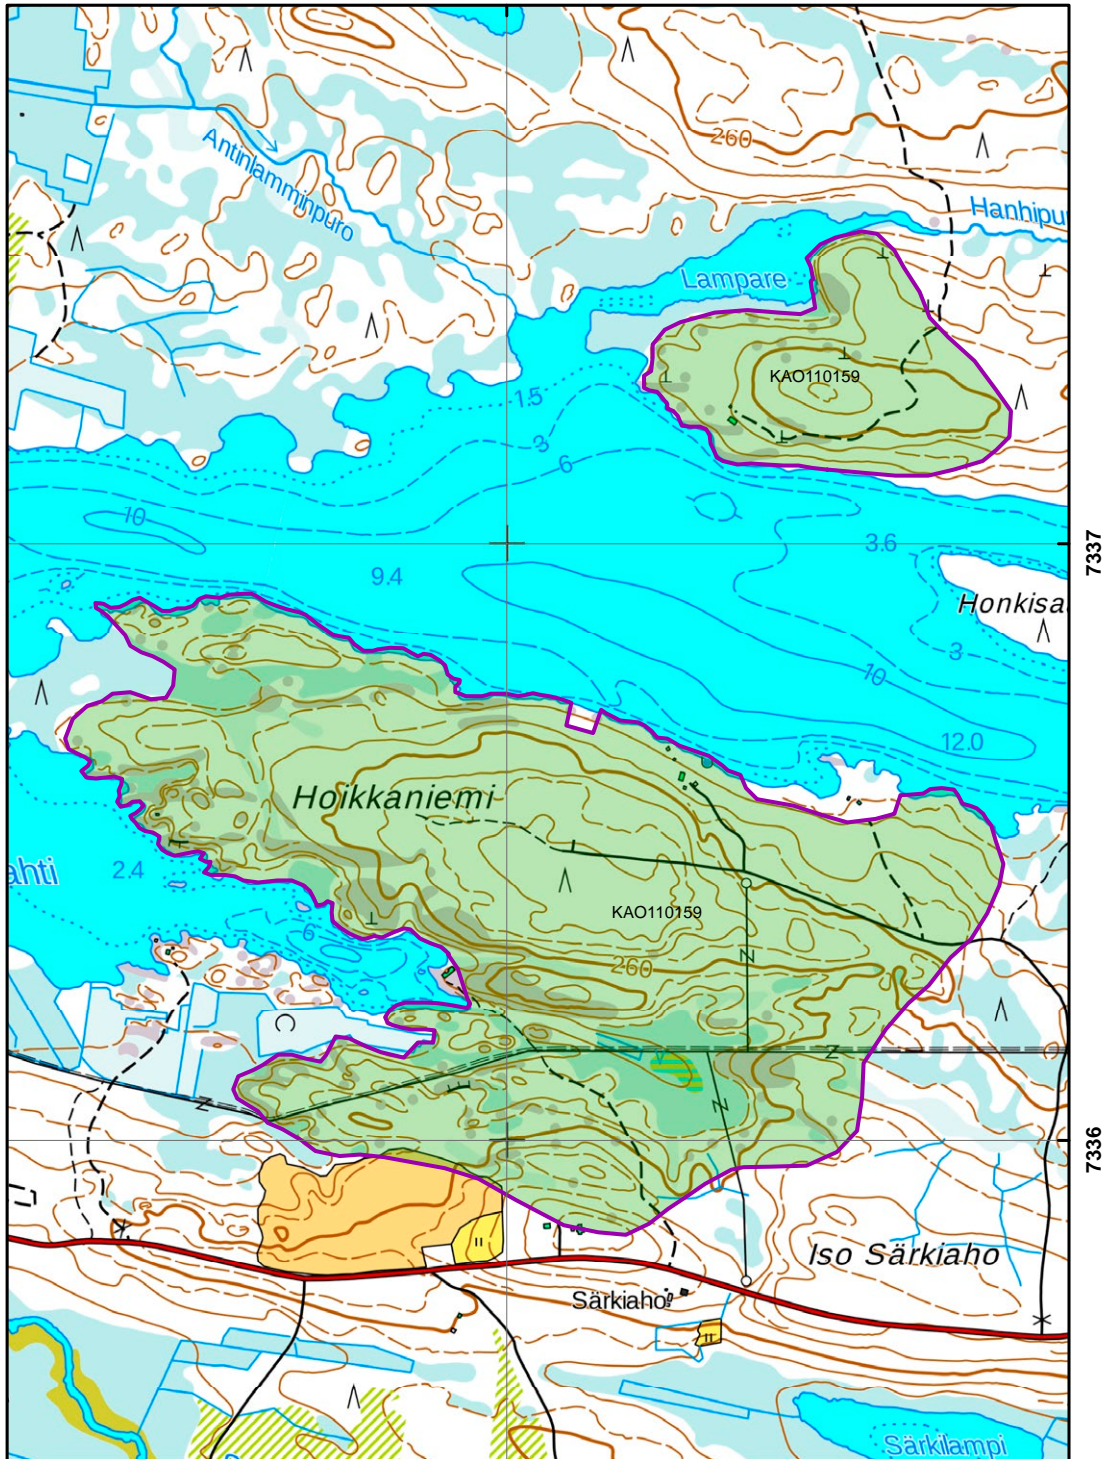 260
Antinlamminpuro
Hanhipu
Lampare
KAO110159
1.5
3
6
10
3.6
7337
9.4
Honkisa
3
10
12.0
Hoikkaniemi
ahti
2.4
KAO110159
6
260
7336
Iso Särkiaho
Särkiaho
Särkilampi